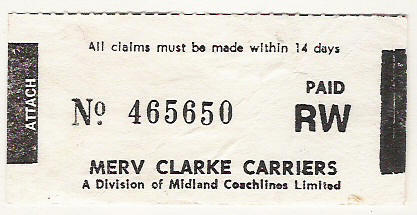 All claims must be made within 14 days
ATTACH
PAID
Nº 465650
RW
MERV CLARKE CARRIERS
A Division of Midland Coachlines Limited